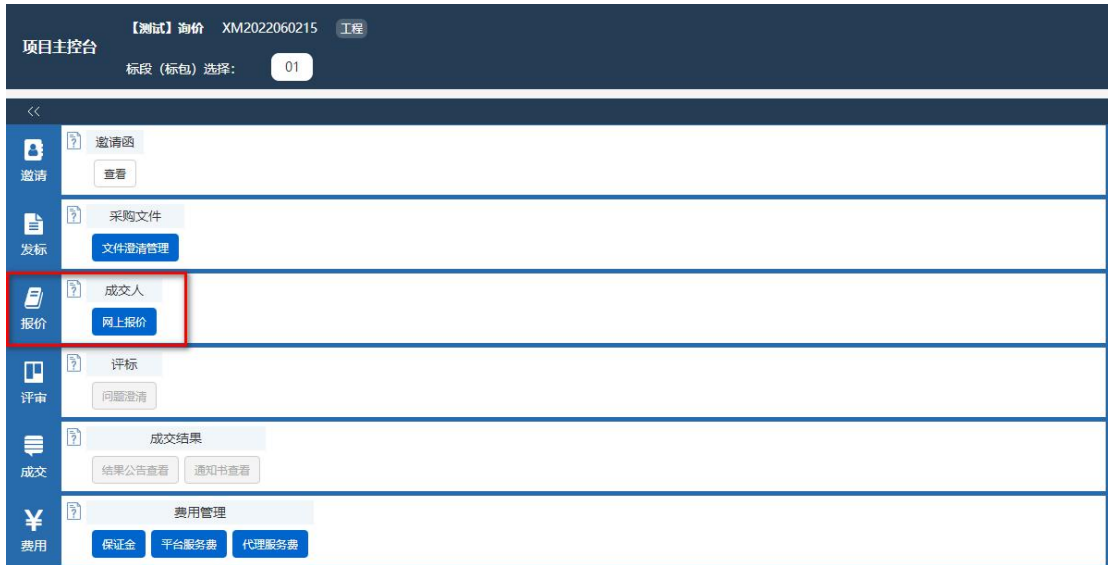 项目主控台
【测试】询价 XM2022060215 工程
标段（标包）选择： 01
<<
邀请
邀请函
查看
发标
采购文件
文件澄清管理
报价
成交人
网上报价
评审
评标
问题澄清
成交
成交结果
结果公告查看 通知书查看
费用
费用管理
保证金 平台服务费 代理服务费